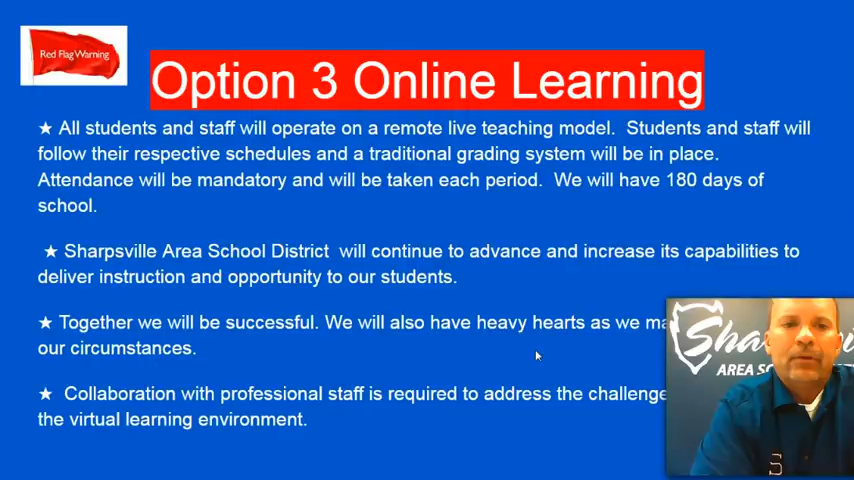 Red Flag Warning
Option 3 Online Learning
★ All students and staff will operate on a remote live teaching model. Students and staff will
follow their respective schedules and a traditional grading system will be in place.
Attendance will be mandatory and will be taken each period. We will have 180 days of
school.
★ Sharpsville Area School District will continue to advance and increase its capabilities to
deliver instruction and opportunity to our students.
★ Together we will be successful. We will also have heavy hearts as we
our circumstances.
★ Collaboration with professional staff is required to address the
the virtual learning environment.
AREA
S